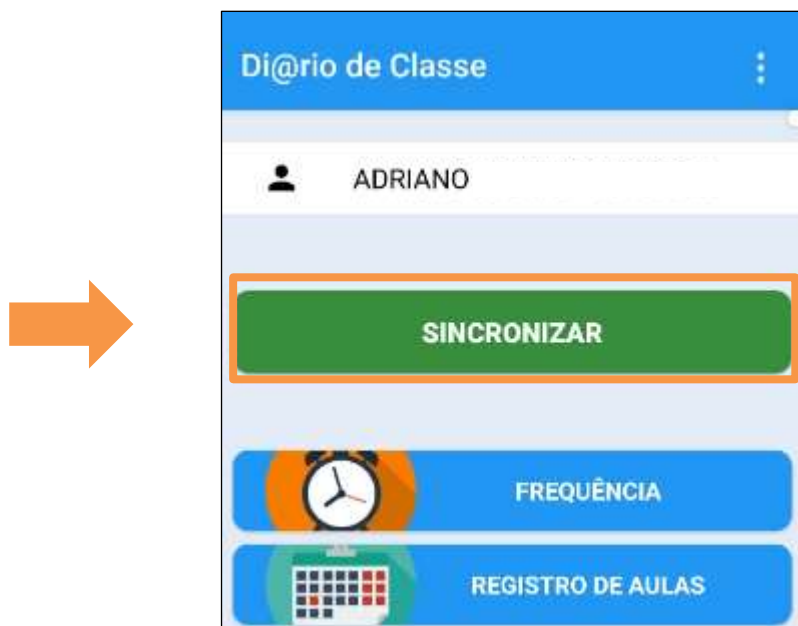 Di@rio de Classe
ADRIANO
SINCRONIZAR
FREQUÊNCIA
REGISTRO DE AULAS